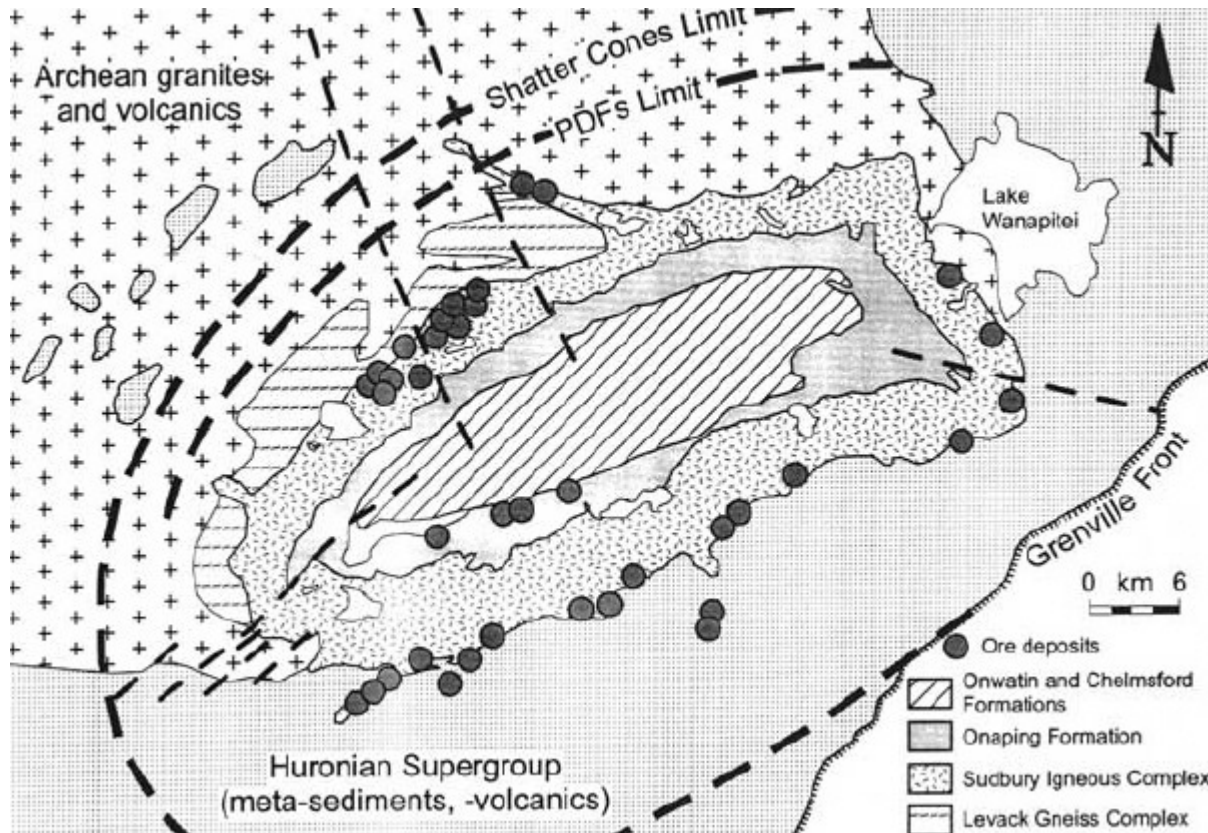 Archean granites
and volcanics
Shatter Cones Limit
PDFs Limit
N
Lake
Wanapitei
Grenville Front
0 km 6
Ore deposits
Onwatin and Chelmsford
Formations
Onaping Formation
Sudbury Igneous Complex
Levack Gneiss Complex
Huronian Supergroup
(meta-sediments, -volcanics)